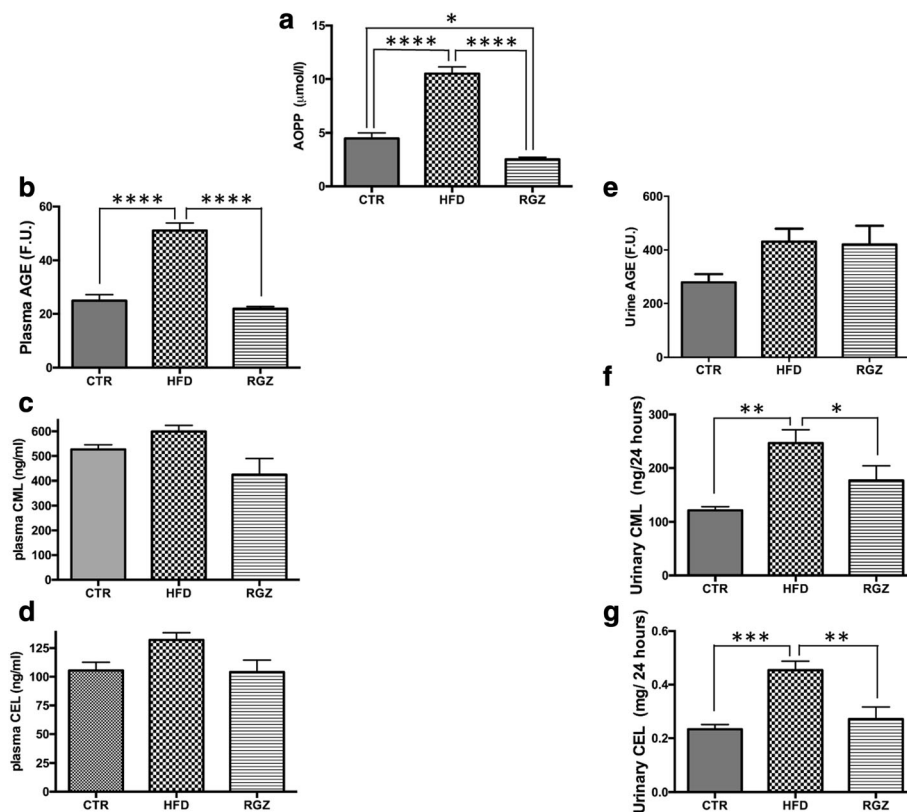 a
*
**** ****
AOPP (μmol/l)
15
10
5
0
CTR HFD RGZ
b
**** ****
Plasma AGE (F.U.)
60
40
20
0
CTR HFD RGZ
c
plasma CML (ng/ml)
600
500
400
300
200
100
0
CTR HFD RGZ
d
plasma CEL (ng/ml)
125
100
75
50
25
0
CTR HFD RGZ
e
Urine AGE (F.U.)
600
400
200
0
CTR HFD RGZ
f
** *
Urinary CML (ng/24 hours)
300
200
100
0
CTR HFD RGZ
g
*** **
Urinary CEL (mg/ 24 hours)
0.6
0.4
0.2
0.0
CTR HFD RGZ